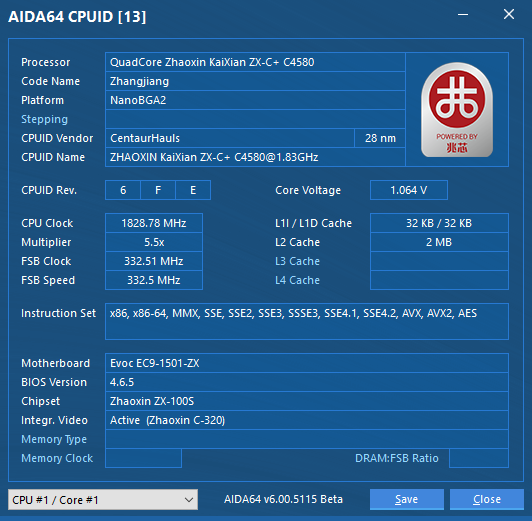 AIDA64 CPUID [13]
Processor QuadCore Zhaoxin KaiXian ZX-C+ C4580
Code Name Zhangjiang
Platform NanoBGA2
Stepping
CPUID Vendor CentaurHauls 28 nm
CPUID Name ZHAOXIN KaiXian ZX-C+ C4580@1.83GHz
POWERED BY
兆芯
CPUID Rev. 6 F E Core Voltage 1.064 V
CPU Clock 1828.78 MHz L1I / L1D Cache 32 KB / 32 KB
Multiplier 5.5x L2 Cache 2 MB
FSB Clock 332.51 MHz L3 Cache
FSB Speed 332.5 MHz L4 Cache
Instruction Set x86, x86-64, MMX, SSE, SSE2, SSE3, SSSE3, SSE4.1, SSE4.2, AVX, AVX2, AES
Motherboard Evoc EC9-1501-ZX
BIOS Version 4.6.5
Chipset Zhaoxin ZX-100S
Integr. Video Active (Zhaoxin C-320)
Memory Type
Memory Clock DRAM:FSB Ratio
CPU #1 / Core #1 AIDA64 v6.00.5115 Beta Save Close